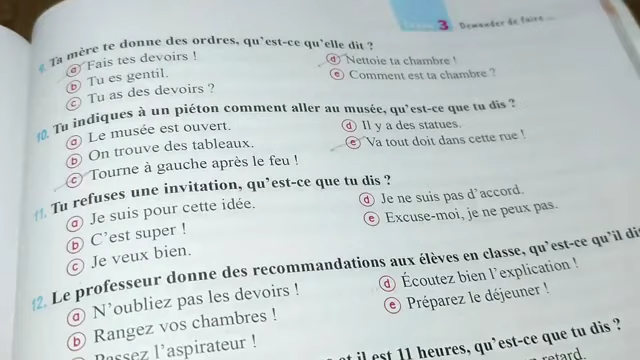 3 Demander de faire ...
Ta mère te donne des ordres, qu'est-ce qu'elle dit ?
ⓐ Fais tes devoirs !
ⓑ Tu es gentil.
ⓒ Tu as des devoirs ?
ⓓ Nettoie ta chambre !
ⓔ Comment est ta chambre ?
10. Tu indiques à un piéton comment aller au musée, qu'est-ce que tu dis ?
ⓐ Le musée est ouvert.
ⓑ On trouve des tableaux.
ⓒ Tourne à gauche après le feu !
ⓓ Il y a des statues.
ⓔ Va tout doit dans cette rue !
11. Tu refuses une invitation, qu'est-ce que tu dis ?
ⓐ Je suis pour cette idée.
ⓑ C'est super !
ⓒ Je veux bien.
ⓓ Je ne suis pas d'accord.
ⓔ Excuse-moi, je ne peux pas.
12. Le professeur donne des recommandations aux élèves en classe, qu'est-ce qu'il di
ⓐ N'oubliez pas les devoirs !
ⓑ Rangez vos chambres !
Passez l'aspirateur !
ⓓ Écoutez bien l'explication !
ⓔ Préparez le déjeuner !
et il est 11 heures, qu'est-ce que tu dis ?
retard.